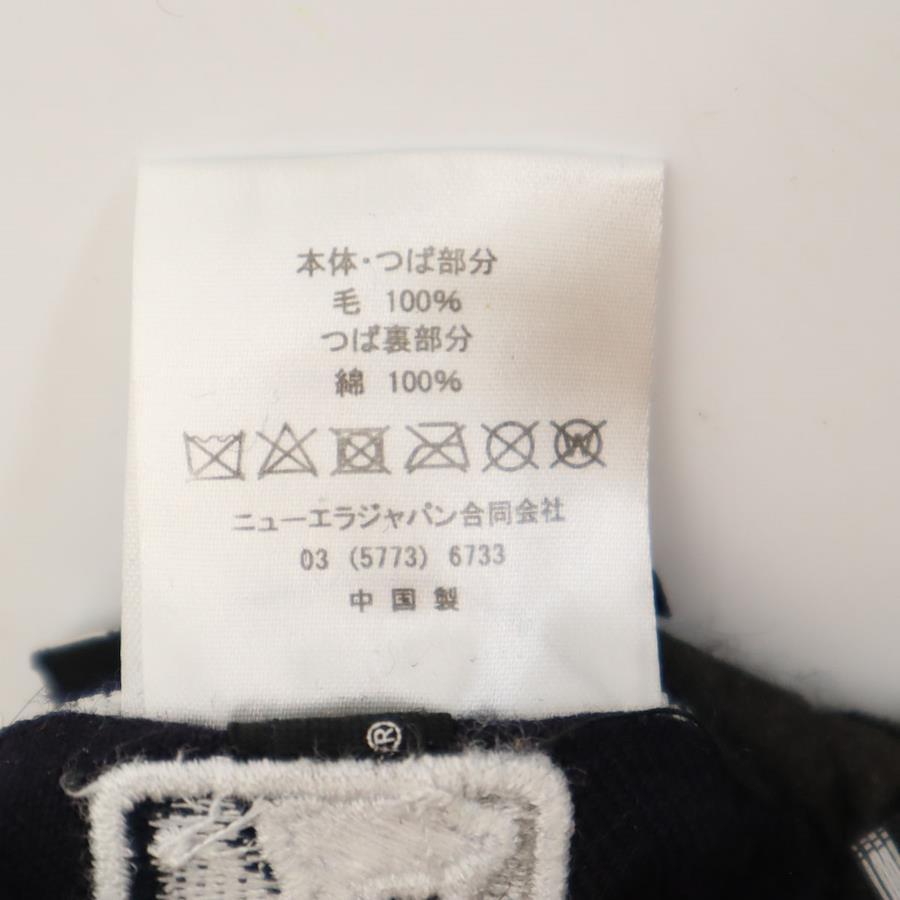 本体・つば部分
毛 100%
つば裏部分
綿 100%
W
ニューエラジャパン合同会社
03 (5773) 6733
中国製
®